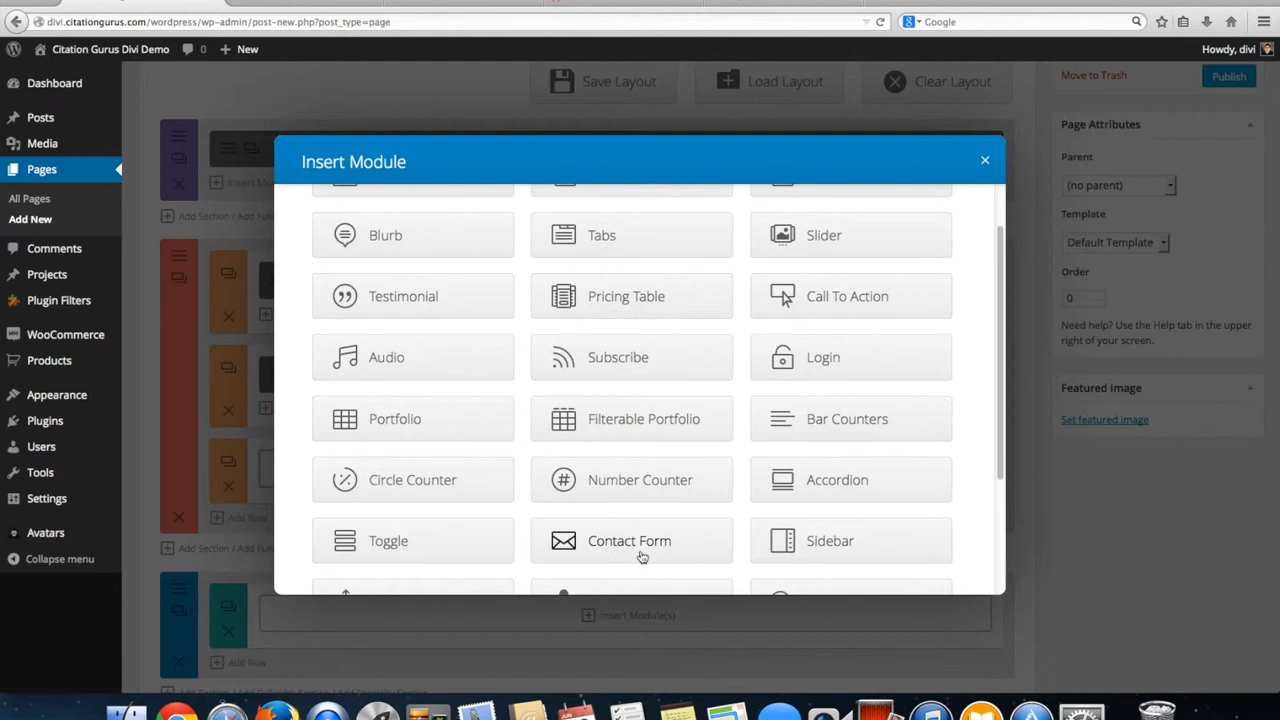 divi.citationgurus.com/wordpress/wp-admin/post-new.php?post_type=page
Google
Citation Gurus Divi Demo
0
New
Howdy, divi
Dashboard
Posts
Media
Pages
All Pages
Add New
Comments
Projects
Plugin Filters
WooCommerce
Products
Appearance
Plugins
Users
Tools
Settings
Avatars
Collapse menu
Save Layout
Load Layout
Clear Layout
Insert Module
Blurb
Tabs
Slider
Testimonial
Pricing Table
Call To Action
Audio
Subscribe
Login
Portfolio
Filterable Portfolio
Bar Counters
Circle Counter
Number Counter
Accordion
Toggle
Contact Form
Sidebar
Insert Module(s)
Add Row
Move to Trash
Publish
Page Attributes
Parent
(no parent)
Template
Default Template
Order
0
Need help? Use the Help tab in the upper
right of your screen.
Featured Image
Set featured image